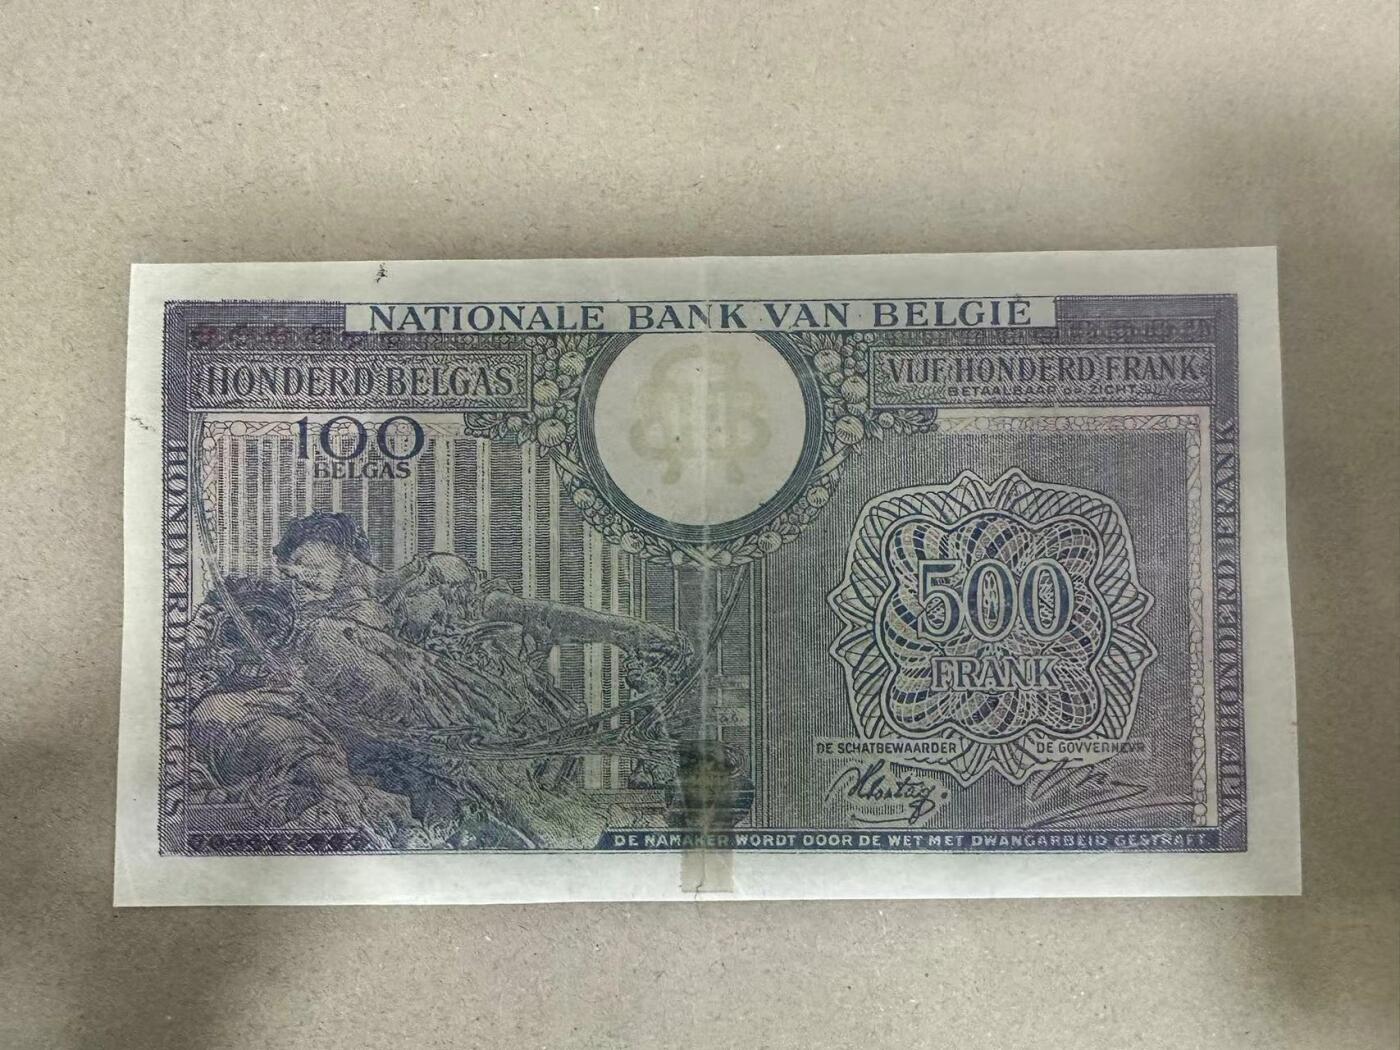 NATIONALE BANK VAN BELGIE
HONDERD BELGAS
VIJF HONDERD FRANK
BETAALBAAR OP ZICHT
100
BELGAS
HONDERD BELGAS
VIJF HONDERD FRANK
500
FRANK
DE SCHATBEWAARDER
DE GOVVERNEVR
DE NAMAKER WORDT DOOR DE WET MET DWANGARBEID GESTRAFT